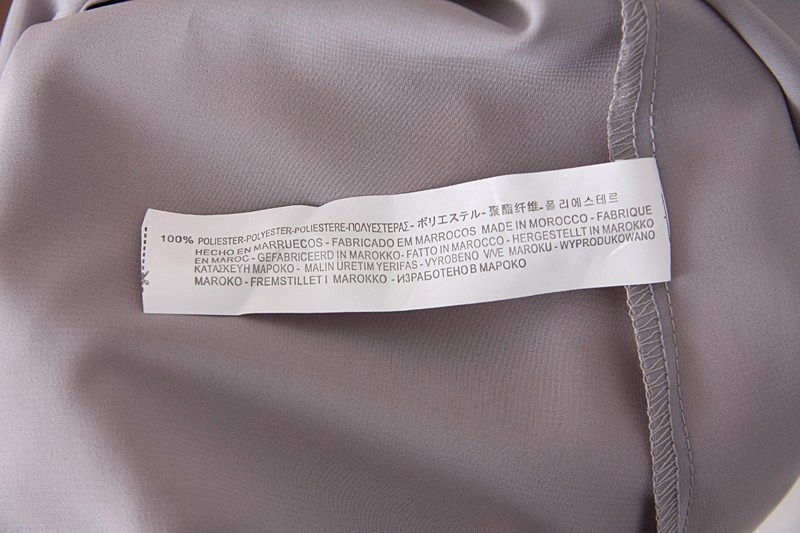 100% POLIESTER-POLYESTER-POLIESTERE-ΠΟΛΥΕΣΤΕΡΑΣ-ポリエステル-聚酯纤维-폴리에스테르
HECHO EN MARRUECOS - FABRICADO EM MARROCOS MADE IN MOROCCO - FABRIQUE
EN MAROC - GEFABRICEERD IN MAROKKO- FATTO IN MAROCCO - HERGESTELLT IN MAROKKO-
ΚΑΤΑΣΚΕΥΗ ΜΑΡΟΚΟ - MALIN URETIM YERIFAS - VYROBENO V/VE MAROKU - WYPRODUKOWANO
MAROKO - FREMSTILLET I MAROKKO - ИЗРАБОТЕНО В МАРОКО